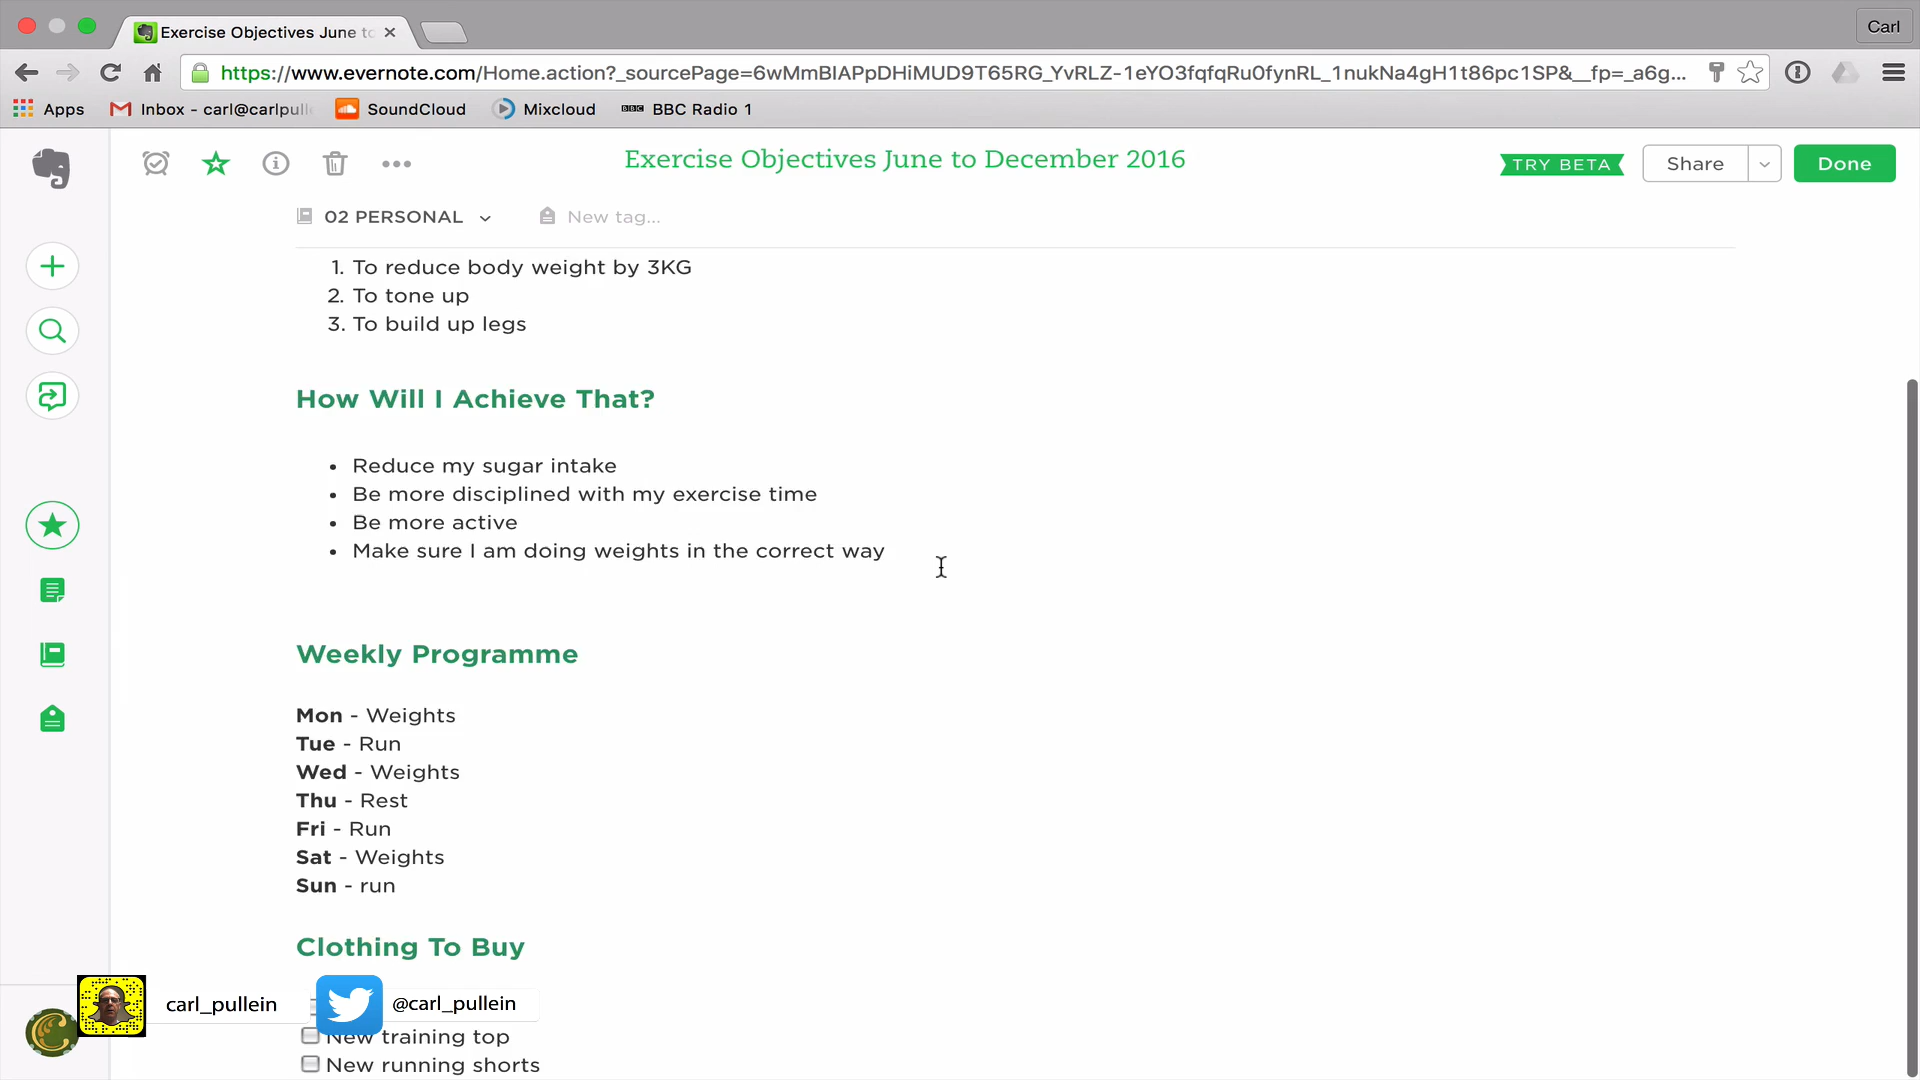 Exercise Objectives June to
Carl
https://www.evernote.com/Home.action?_sourcePage=6wMmBIAPpDHiMUD9T65RG_YvRLZ-1eYO3fqfqRu0fynRL_1nukNa4gH1t86pc1SP&__fp=_a6g...
Apps
Inbox - carl@carlpull
SoundCloud
Mixcloud
BBC
BBC Radio 1
Exercise Objectives June to December 2016
TRY BETA
Share
Done
02 PERSONAL
New tag...
1. To reduce body weight by 3KG
2. To tone up
3. To build up legs
How Will I Achieve That?
• Reduce my sugar intake
• Be more disciplined with my exercise time
• Be more active
• Make sure I am doing weights in the correct way
Weekly Programme
Mon - Weights
Tue - Run
Wed - Weights
Thu - Rest
Fri - Run
Sat - Weights
Sun - run
Clothing To Buy
carl_pullein
@carl_pullein
New training top
New running shorts